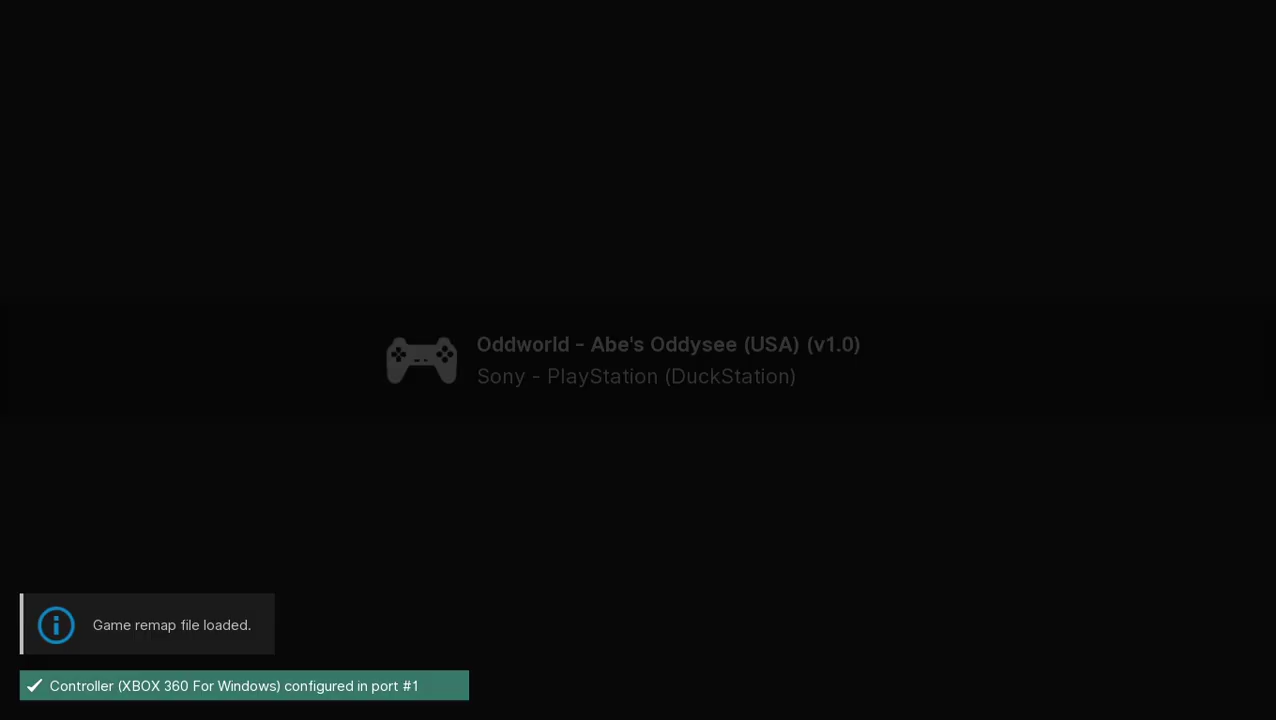 Oddworld - Abe's Oddysee (USA) (v1.0)
Sony - PlayStation (DuckStation)
Game remap file loaded.
Controller (XBOX 360 For Windows) configured in port #1